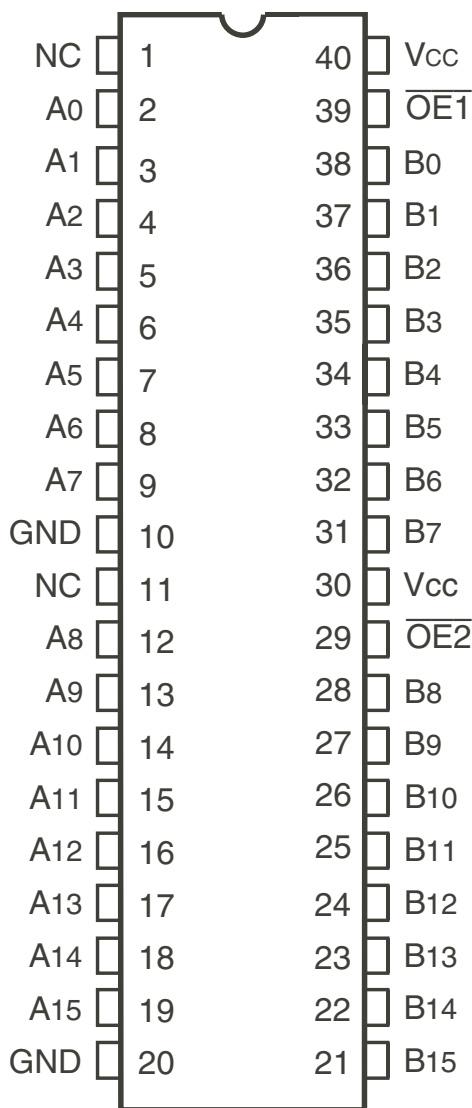 NC 1 40 Vcc
A0 2 39 OE1
A1 3 38 B0
A2 4 37 B1
A3 5 36 B2
A4 6 35 B3
A5 7 34 B4
A6 8 33 B5
A7 9 32 B6
GND 10 31 B7
NC 11 30 Vcc
A8 12 29 OE2
A9 13 28 B8
A10 14 27 B9
A11 15 26 B10
A12 16 25 B11
A13 17 24 B12
A14 18 23 B13
A15 19 22 B14
GND 20 21 B15